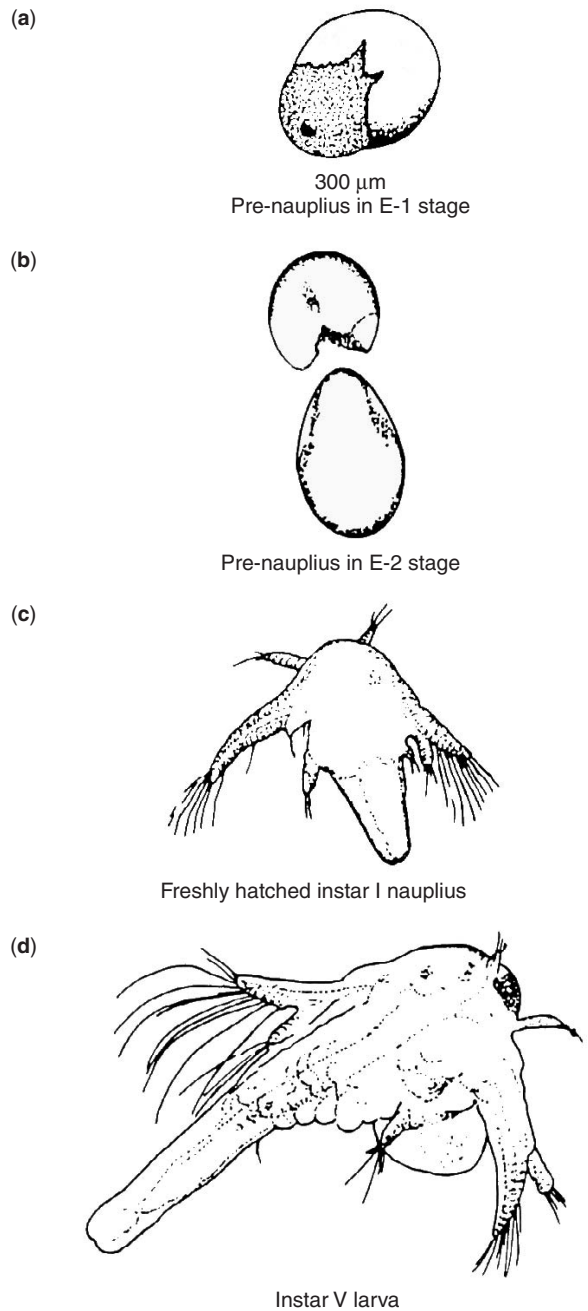 (a)
300 μm
Pre-nauplius in E-1 stage
(b)
Pre-nauplius in E-2 stage
(c)
Freshly hatched instar I nauplius
(d)
Instar V larva